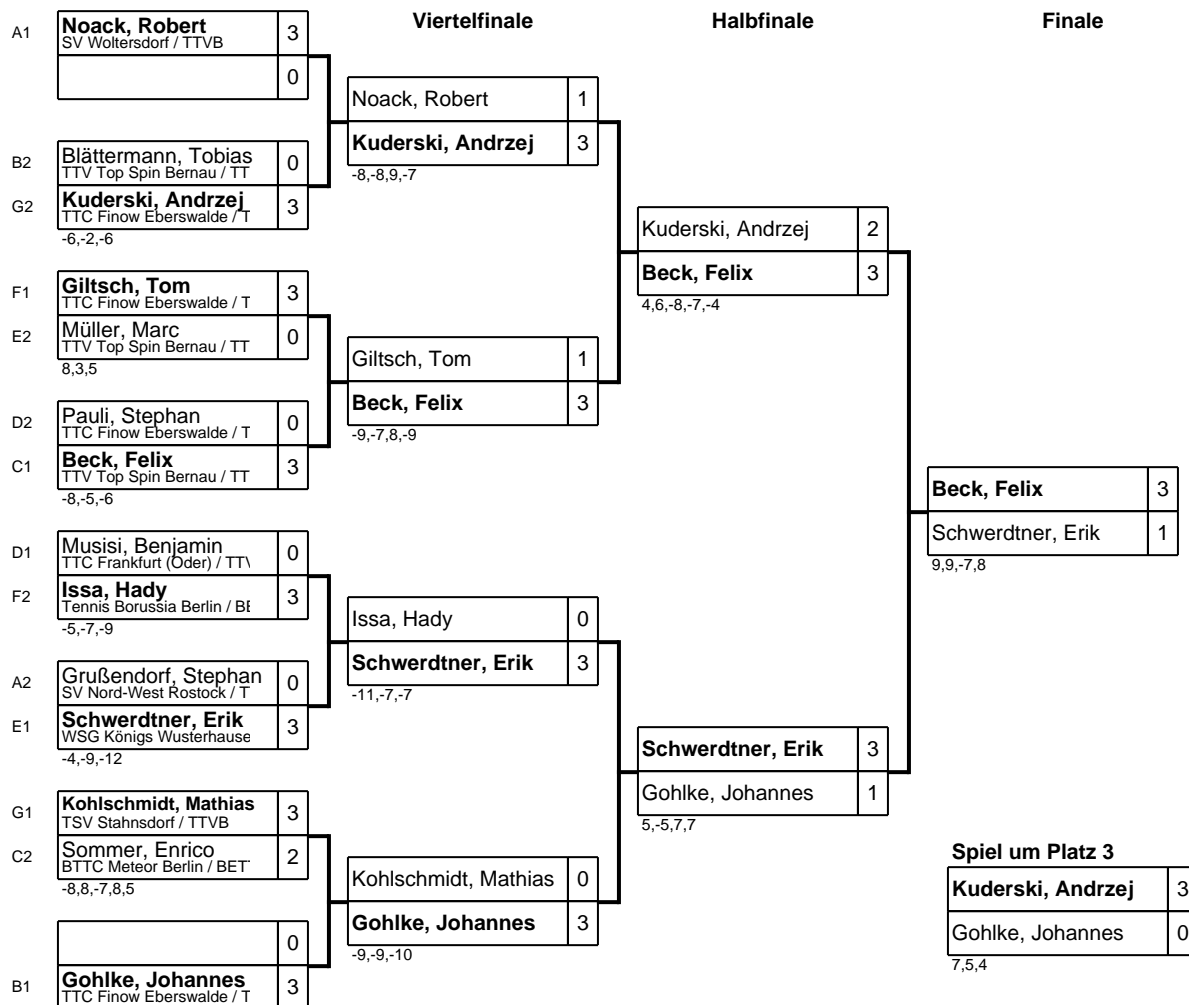 Viertelfinale
Halbfinale
Finale
A1
Noack, Robert
SV Woltersdorf / TTVB
3
0
B2
Blättermann, Tobias
TTV Top Spin Bernau / TT
0
G2
Kuderski, Andrzej
TTC Finow Eberswalde / T
3
-6,-2,-6
F1
Giltsch, Tom
TTC Finow Eberswalde / T
3
E2
Müller, Marc
TTV Top Spin Bernau / TT
0
8,3,5
D2
Pauli, Stephan
TTC Finow Eberswalde / T
0
C1
Beck, Felix
TTV Top Spin Bernau / TT
3
-8,-5,-6
D1
Musisi, Benjamin
TTC Frankfurt (Oder) / TTV
0
F2
Issa, Hady
Tennis Borussia Berlin / BE
3
-5,-7,-9
A2
Grußendorf, Stephan
SV Nord-West Rostock / T
0
E1
Schwerdtner, Erik
WSG Königs Wusterhause
3
-4,-9,-12
G1
Kohlschmidt, Mathias
TSV Stahnsdorf / TTVB
3
C2
Sommer, Enrico
BTTC Meteor Berlin / BET
2
-8,8,-7,8,5
0
B1
Gohlke, Johannes
TTC Finow Eberswalde / T
3
Noack, Robert
1
Kuderski, Andrzej
3
-8,-8,9,-7
Giltsch, Tom
1
Beck, Felix
3
-9,-7,8,-9
Issa, Hady
0
Schwerdtner, Erik
3
-11,-7,-7
Kohlschmidt, Mathias
0
Gohlke, Johannes
3
-9,-9,-10
Kuderski, Andrzej
2
Beck, Felix
3
4,6,-8,-7,-4
Schwerdtner, Erik
3
Gohlke, Johannes
1
5,-5,7,7
Beck, Felix
3
Schwerdtner, Erik
1
9,9,-7,8
Spiel um Platz 3
Kuderski, Andrzej
3
Gohlke, Johannes
0
7,5,4